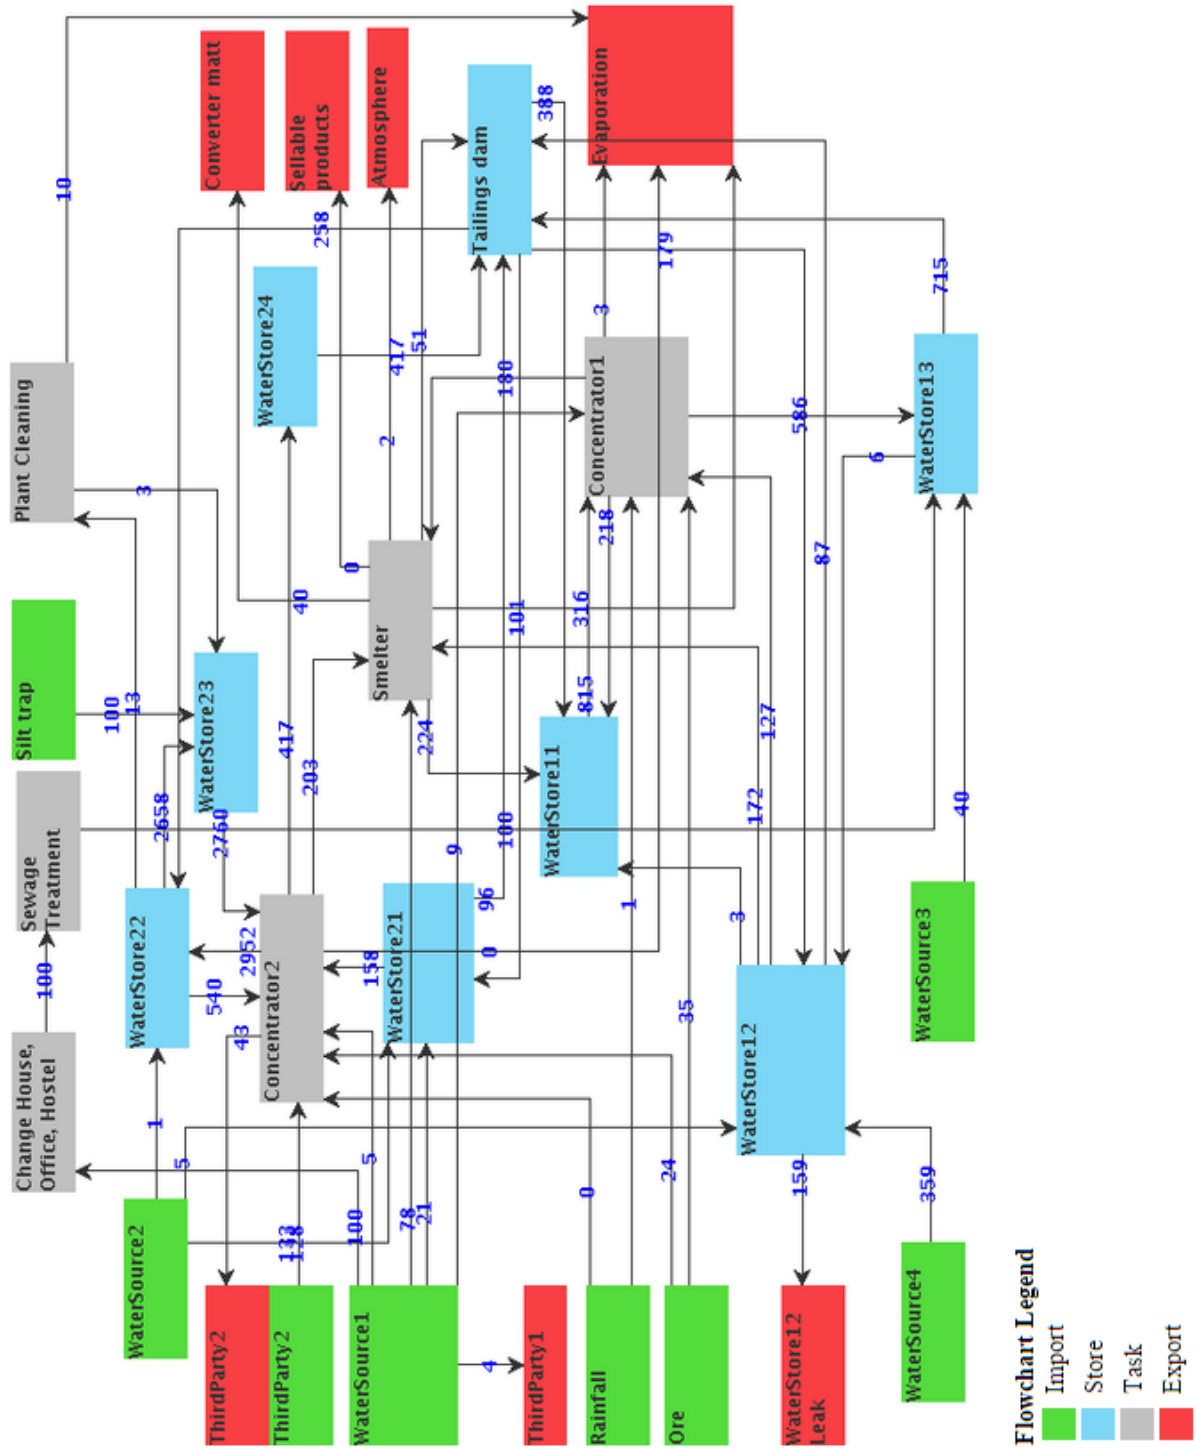 Change House,
Office, Hostel
100
Sewage
Treatment
Silt trap
Plant Cleaning
10
100
13
3
WaterSource2
1
5
WaterStore22
2658
540
WaterStore23
2760
Converter matt
ThirdParty2
43
2952
ThirdParty2
133
128
Concentrator2
417
203
40
WaterStore24
258
Sellable
products
WaterSource1
100
5
78
21
158
WaterStore21
0
Smelter
2
Atmosphere
224
417
51
9
4
96
0
100
101
180
Tailings dam
388
ThirdParty1
WaterStore11
815
316
218
Concentrator1
3
Evaporation
Rainfall
0
1
179
Ore
24
35
WaterStore12
3
172
127
586
87
WaterStore12
Leak
159
6
WaterSource4
359
WaterSource3
40
WaterStore13
715
Flowchart Legend
Import
Store
Task
Export